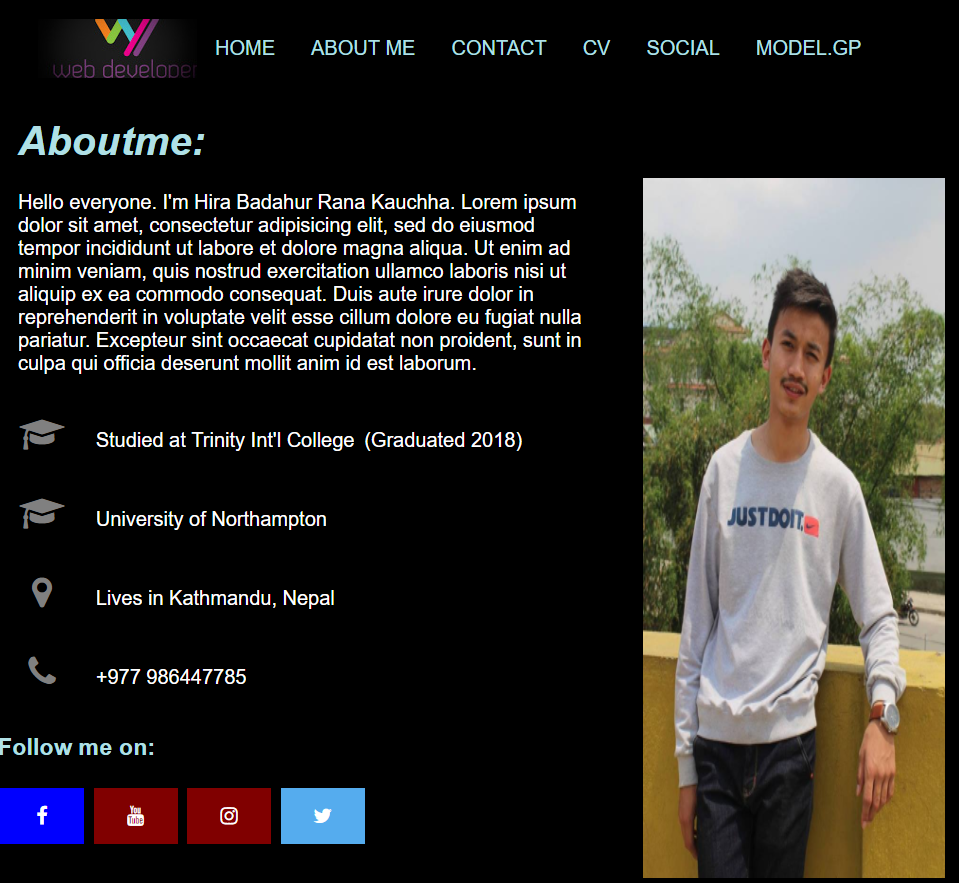 web developer
HOME ABOUT ME CONTACT CV SOCIAL MODEL.GP
Aboutme:
Hello everyone. I'm Hira Badahur Rana Kauchha. Lorem ipsum
dolor sit amet, consectetur adipisicing elit, sed do eiusmod
tempor incididunt ut labore et dolore magna aliqua. Ut enim ad
minim veniam, quis nostrud exercitation ullamco laboris nisi ut
aliquip ex ea commodo consequat. Duis aute irure dolor in
reprehenderit in voluptate velit esse cillum dolore eu fugiat nulla
pariatur. Excepteur sint occaecat cupidatat non proident, sunt in
culpa qui officia deserunt mollit anim id est laborum.
Studied at Trinity Int'l College (Graduated 2018)
University of Northampton
Lives in Kathmandu, Nepal
+977 986447785
JUST DO IT.
Follow me on:
You
Tube